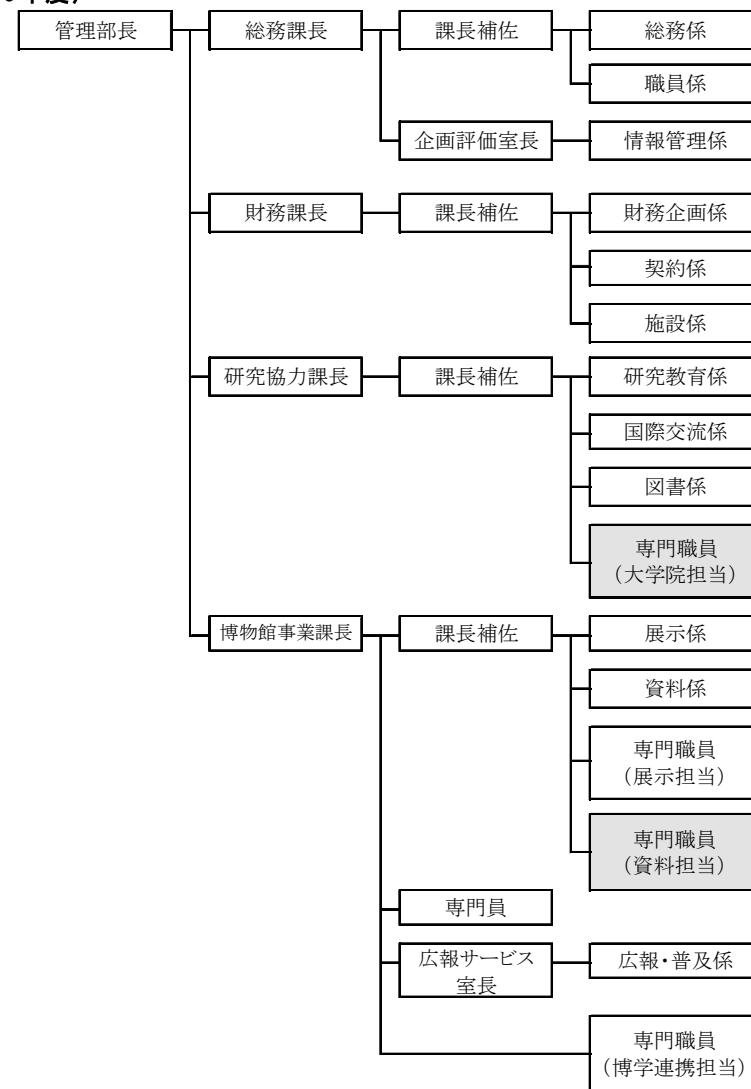 管理部長
総務課長
課長補佐
総務係
職員係
企画評価室長
情報管理係
財務課長
課長補佐
財務企画係
契約係
施設係
研究協力課長
課長補佐
研究教育係
国際交流係
図書係
専門職員
（大学院担当）
博物館事業課長
課長補佐
展示係
資料係
専門職員
（展示担当）
専門職員
（資料担当）
専門員
広報サービス
室長
広報・普及係
専門職員
（博学連携担当）